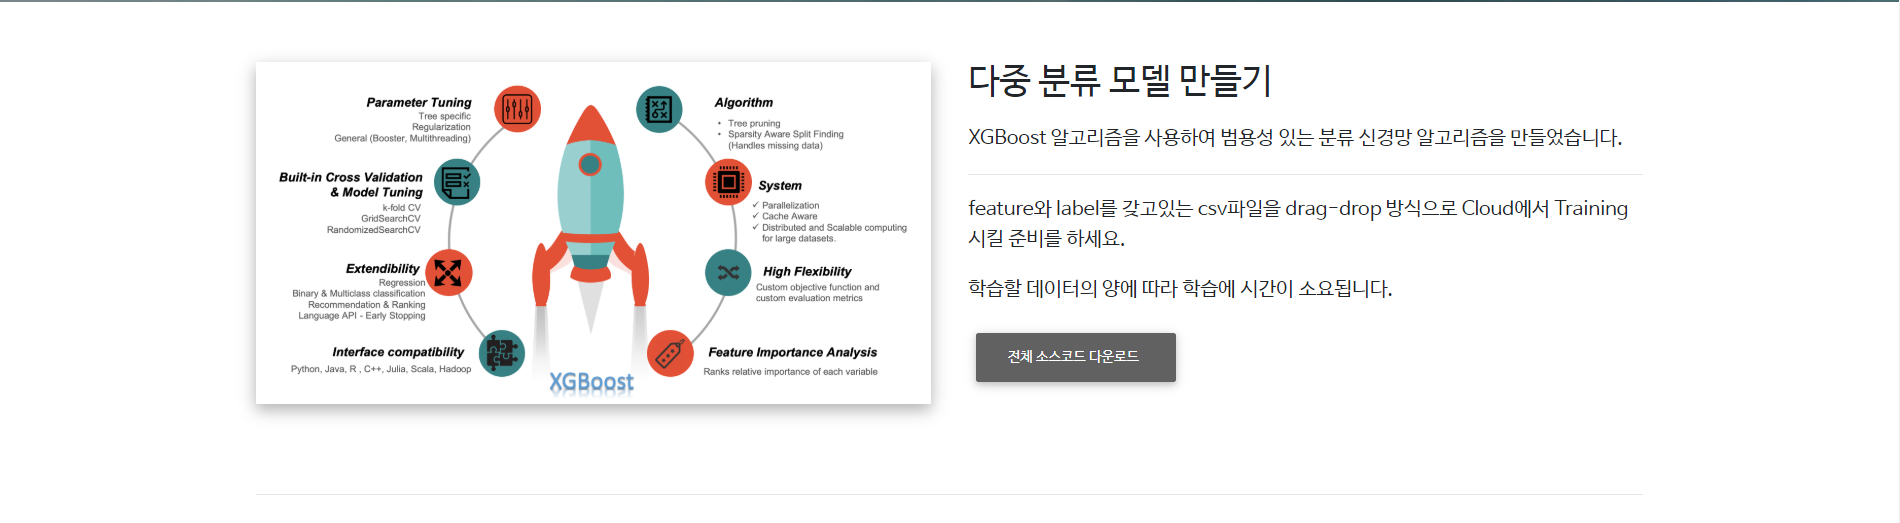 Parameter Tuning
Tree specific
Regularization
General (Booster, Multithreading)
Built-in Cross Validation
& Model Tuning
k-fold CV
GridSearchCV
RandomizedSearchCV
Extendibility
Regression
Binary & Multiclass classification
Recommendation & Ranking
Language API - Early Stopping
Interface compatibility
Python, Java, R , C++, Julia, Scala, Hadoop
XGBoost
Algorithm
• Tree pruning
• Sparsity Aware Split Finding
(Handles missing data)
System
✓ Parallelization
✓ Cache Aware
✓ Distributed and Scalable computing
for large datasets.
High Flexibility
Custom objective function and
custom evaluation metrics
Feature Importance Analysis
Ranks relative importance of each variable
다중 분류 모델 만들기
XGBoost 알고리즘을 사용하여 범용성 있는 분류 신경망 알고리즘을 만들었습니다.
feature와 label를 갖고있는 csv파일을 drag-drop 방식으로 Cloud에서 Training
시킬 준비를 하세요.
학습할 데이터의 양에 따라 학습에 시간이 소요됩니다.
전체 소스코드 다운로드